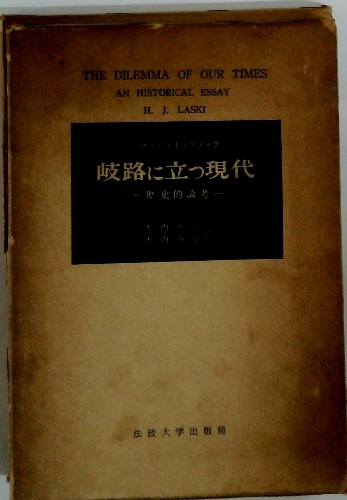 THE DILEMMA OF OUR TIMES
AN HISTORICAL ESSAY
H. J. LASKI
岐路に立つ現代
―歴史的論考―
法政大学出版局